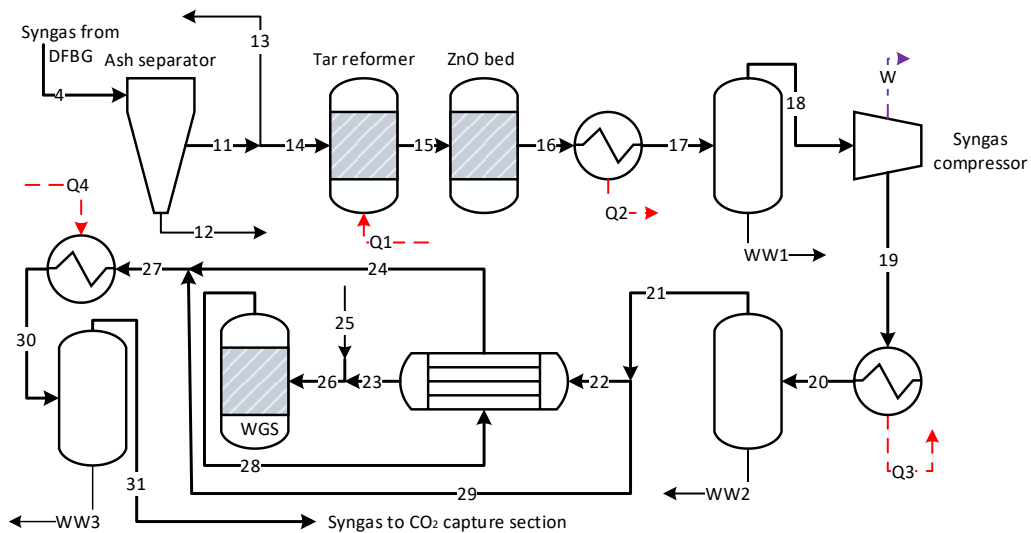 Syngas from
DFBG
Ash separator
Tar reformer
ZnO bed
Syngas
compressor
W
4
11
12
13
14
15
16
17
18
19
Q1
Q2
WW1
Q4
27
24
21
30
25
26
23
22
20
WGS
28
29
31
WW2
Q3
WW3
Syngas to CO₂ capture section